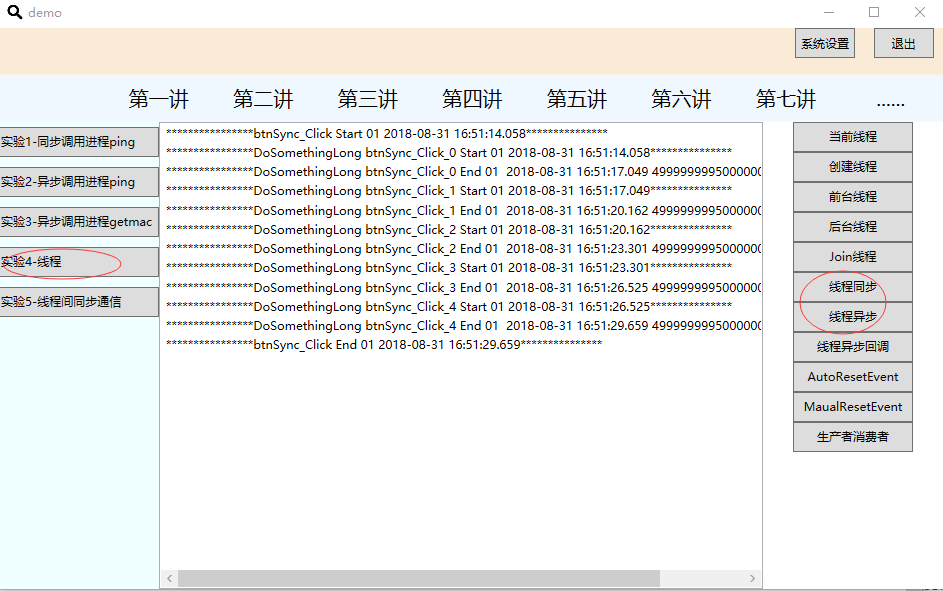 demo
系统设置 退出
第一讲 第二讲 第三讲 第四讲 第五讲 第六讲 第七讲 ……
实验1-同步调用进程ping
实验2-异步调用进程ping
实验3-异步调用进程getmac
实验4-线程
实验5-线程间同步通信
****************btnSync_Click Start 01 2018-08-31 16:51:14.058***************
****************DoSomethingLong btnSync_Click_0 Start 01 2018-08-31 16:51:14.058***************
****************DoSomethingLong btnSync_Click_0 End 01  2018-08-31 16:51:17.049 4999999995000000
****************DoSomethingLong btnSync_Click_1 Start 01 2018-08-31 16:51:17.049***************
****************DoSomethingLong btnSync_Click_1 End 01  2018-08-31 16:51:20.162 4999999995000000
****************DoSomethingLong btnSync_Click_2 Start 01 2018-08-31 16:51:20.162***************
****************DoSomethingLong btnSync_Click_2 End 01  2018-08-31 16:51:23.301 4999999995000000
****************DoSomethingLong btnSync_Click_3 Start 01 2018-08-31 16:51:23.301***************
****************DoSomethingLong btnSync_Click_3 End 01  2018-08-31 16:51:26.525 4999999995000000
****************DoSomethingLong btnSync_Click_4 Start 01 2018-08-31 16:51:26.525***************
****************DoSomethingLong btnSync_Click_4 End 01  2018-08-31 16:51:29.659 4999999995000000
****************btnSync_Click End 01 2018-08-31 16:51:29.659***************
当前线程
创建线程
前台线程
后台线程
Join线程
线程同步
线程异步
线程异步回调
AutoResetEvent
MaualResetEvent
生产者消费者